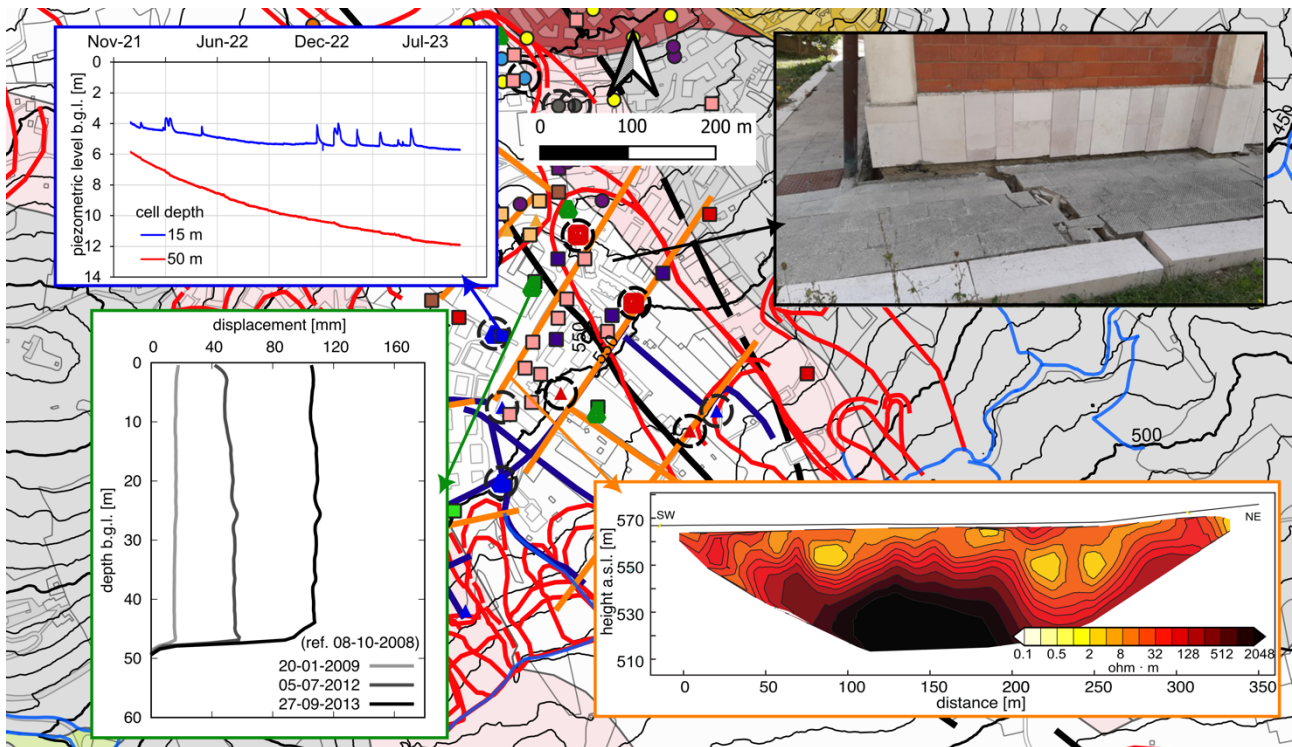 Nov-21 Jun-22 Dec-22 Jul-23
0
2
4
6
8
10
12
14
piezometric level b.g.l. [m]
cell depth
15 m
50 m
0 100 200 m
450
550
500
displacement [mm]
0 40 80 120 160
0
10
20
30
40
50
60
depth b.g.l. [m]
(ref. 08-10-2008)
20-01-2009
05-07-2012
27-09-2013
570
550
530
510
height a.s.l. [m]
SW
NE
0.1 0.5 2 8 32 128 512 2048
ohm · m
0 50 100 150 200 250 300 350
distance [m]